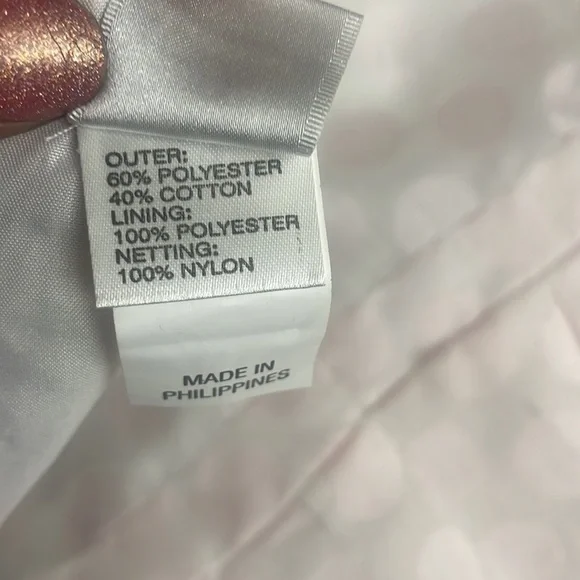 OUTER:
60% POLYESTER
40% COTTON
LINING:
100% POLYESTER
NETTING:
100% NYLON
MADE IN
PHILIPPINES